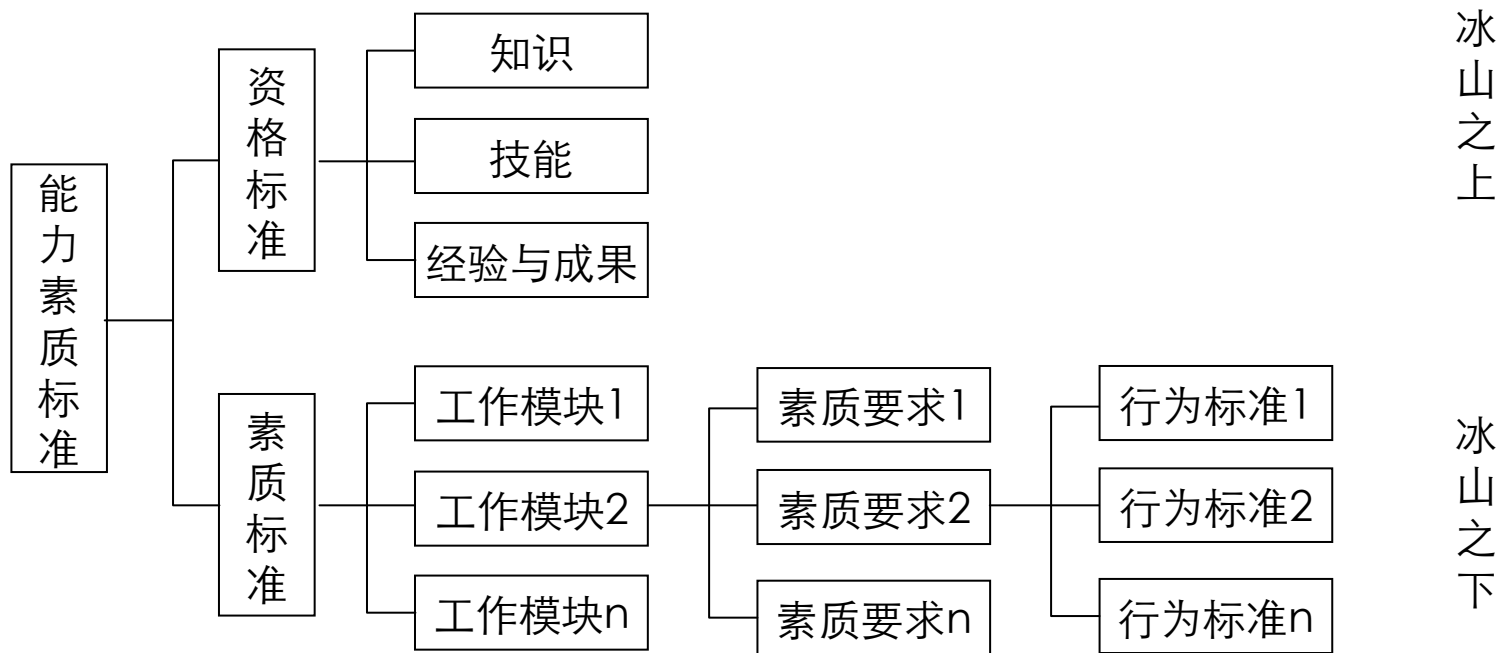 能力素质标准
资格标准
知识
技能
经验与成果
冰山之上
素质标准
工作模块1
工作模块2
工作模块n
素质要求1
素质要求2
素质要求n
行为标准1
行为标准2
行为标准n
冰山之下